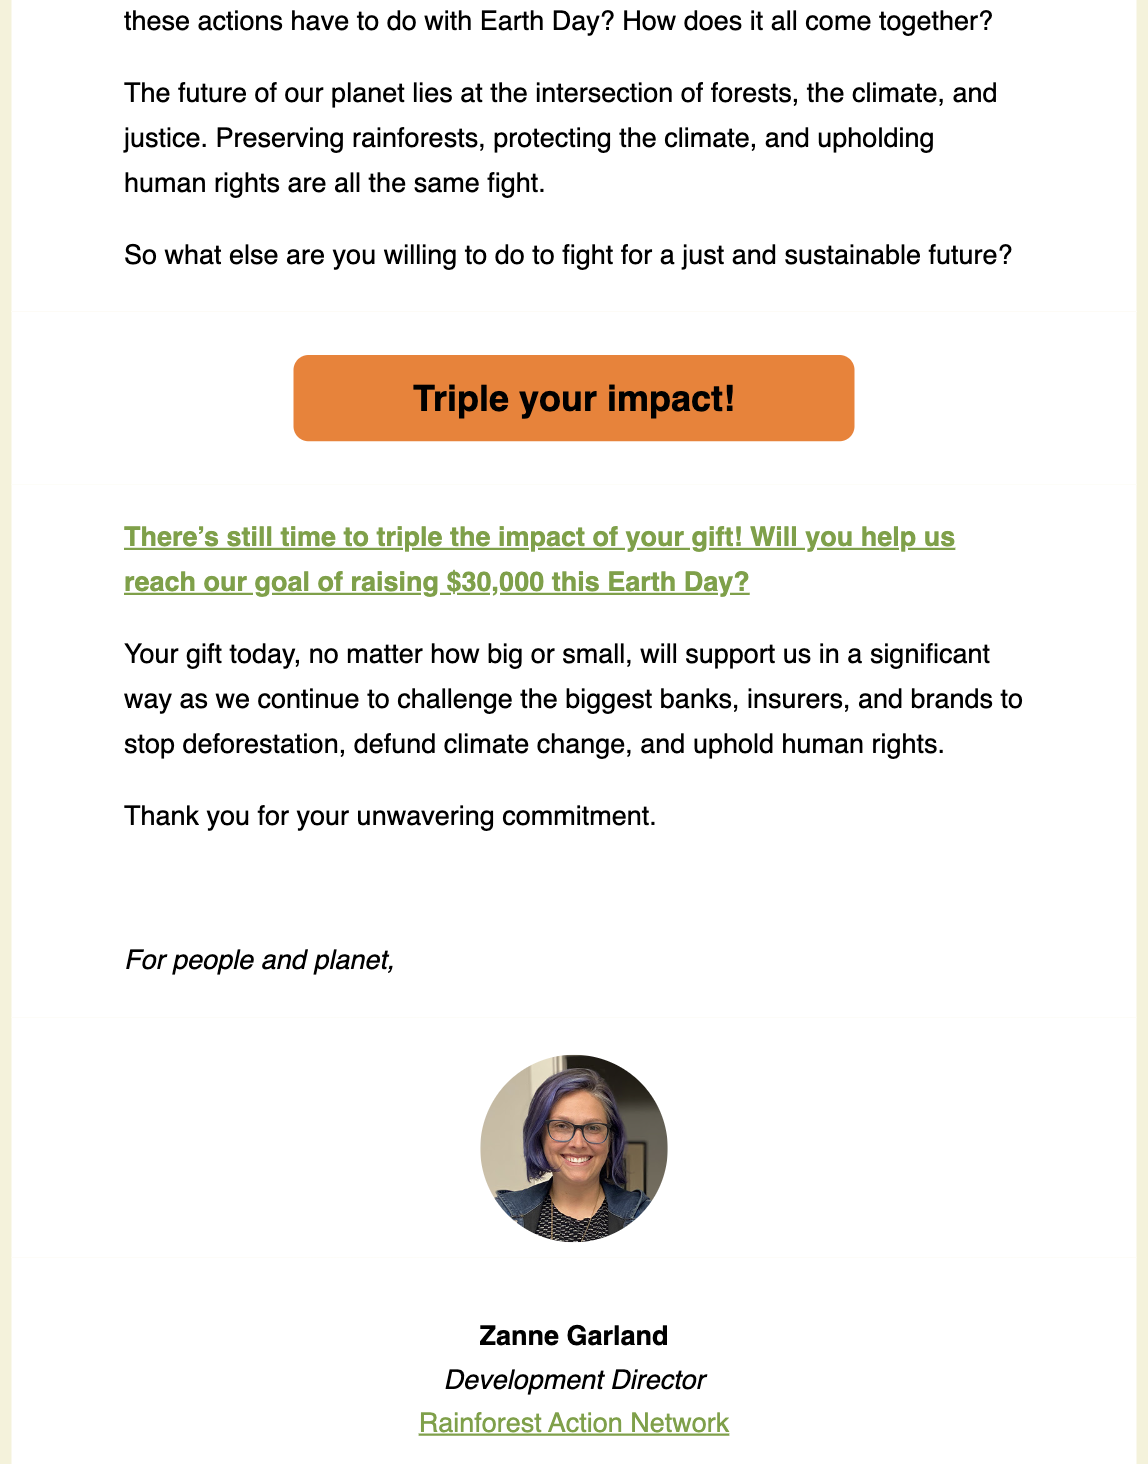 these actions have to do with Earth Day? How does it all come together?
The future of our planet lies at the intersection of forests, the climate, and
justice. Preserving rainforests, protecting the climate, and upholding
human rights are all the same fight.
So what else are you willing to do to fight for a just and sustainable future?
Triple your impact!
There’s still time to triple the impact of your gift! Will you help us
reach our goal of raising $30,000 this Earth Day?
Your gift today, no matter how big or small, will support us in a significant
way as we continue to challenge the biggest banks, insurers, and brands to
stop deforestation, defund climate change, and uphold human rights.
Thank you for your unwavering commitment.
For people and planet,
Zanne Garland
Development Director
Rainforest Action Network